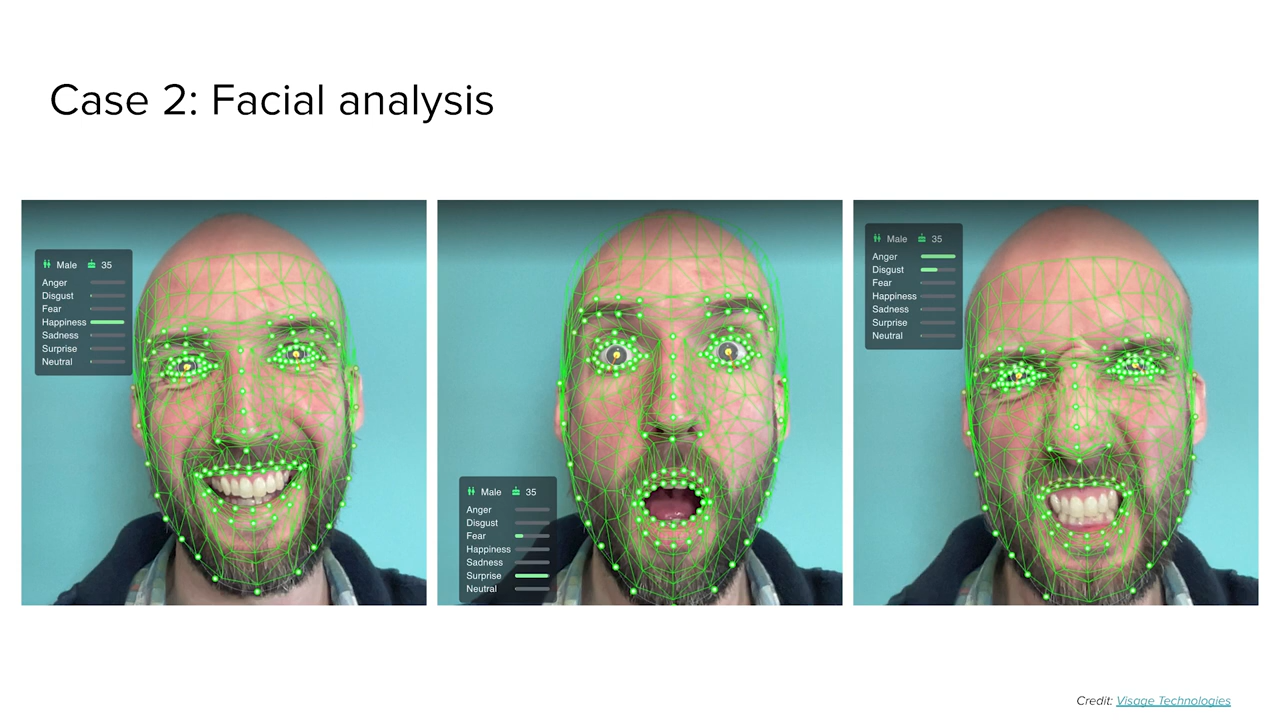 Case 2: Facial analysis
Male 35
Anger
Disgust
Fear
Happiness
Sadness
Surprise
Neutral
Male 35
Anger
Disgust
Fear
Happiness
Sadness
Surprise
Neutral
Male 35
Anger
Disgust
Fear
Happiness
Sadness
Surprise
Neutral
Credit: Visage Technologies